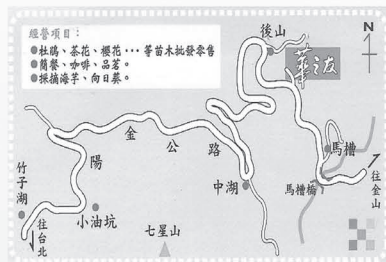 經營項目：
●杜鵑、茶花、櫻花…等苗木批發零售
●簡餐、咖啡、品茗。
●採摘海芋、向日葵。
後山
華之友
N
馬槽
馬槽橋
往金山
陽金公路
中湖
竹子湖
小油坑
往台北
七星山